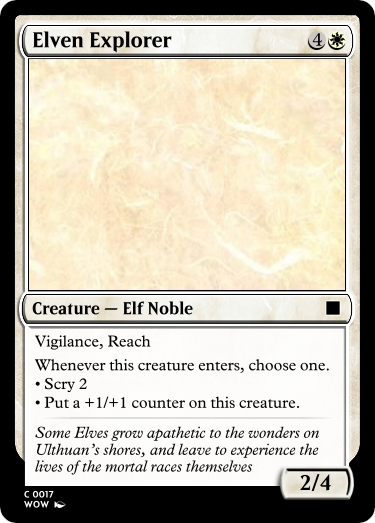 Elven Explorer 4
Creature — Elf Noble
Vigilance, Reach
Whenever this creature enters, choose one.
• Scry 2
• Put a +1/+1 counter on this creature.
Some Elves grow apathetic to the wonders on
Ulthuan's shores, and leave to experience the
lives of the mortal races themselves
2/4
C 0017
WOW